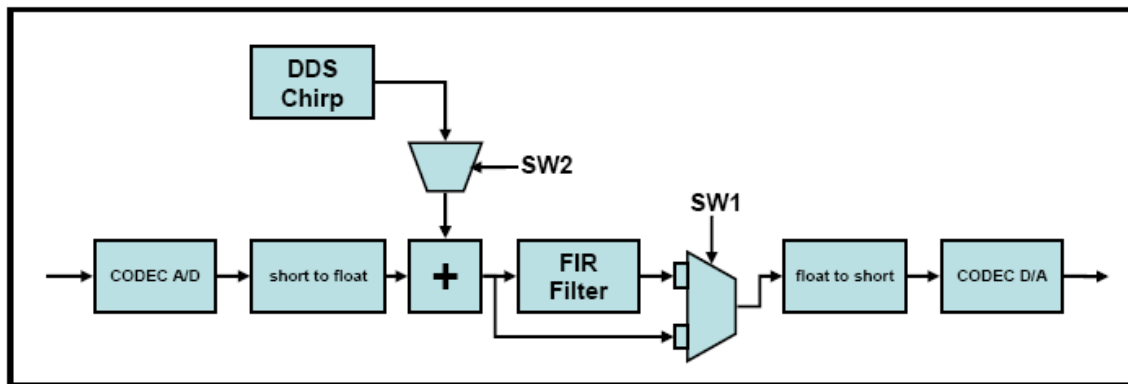 DDS
Chirp
SW2
SW1
CODEC A/D
short to float
+
FIR
Filter
float to short
CODEC D/A